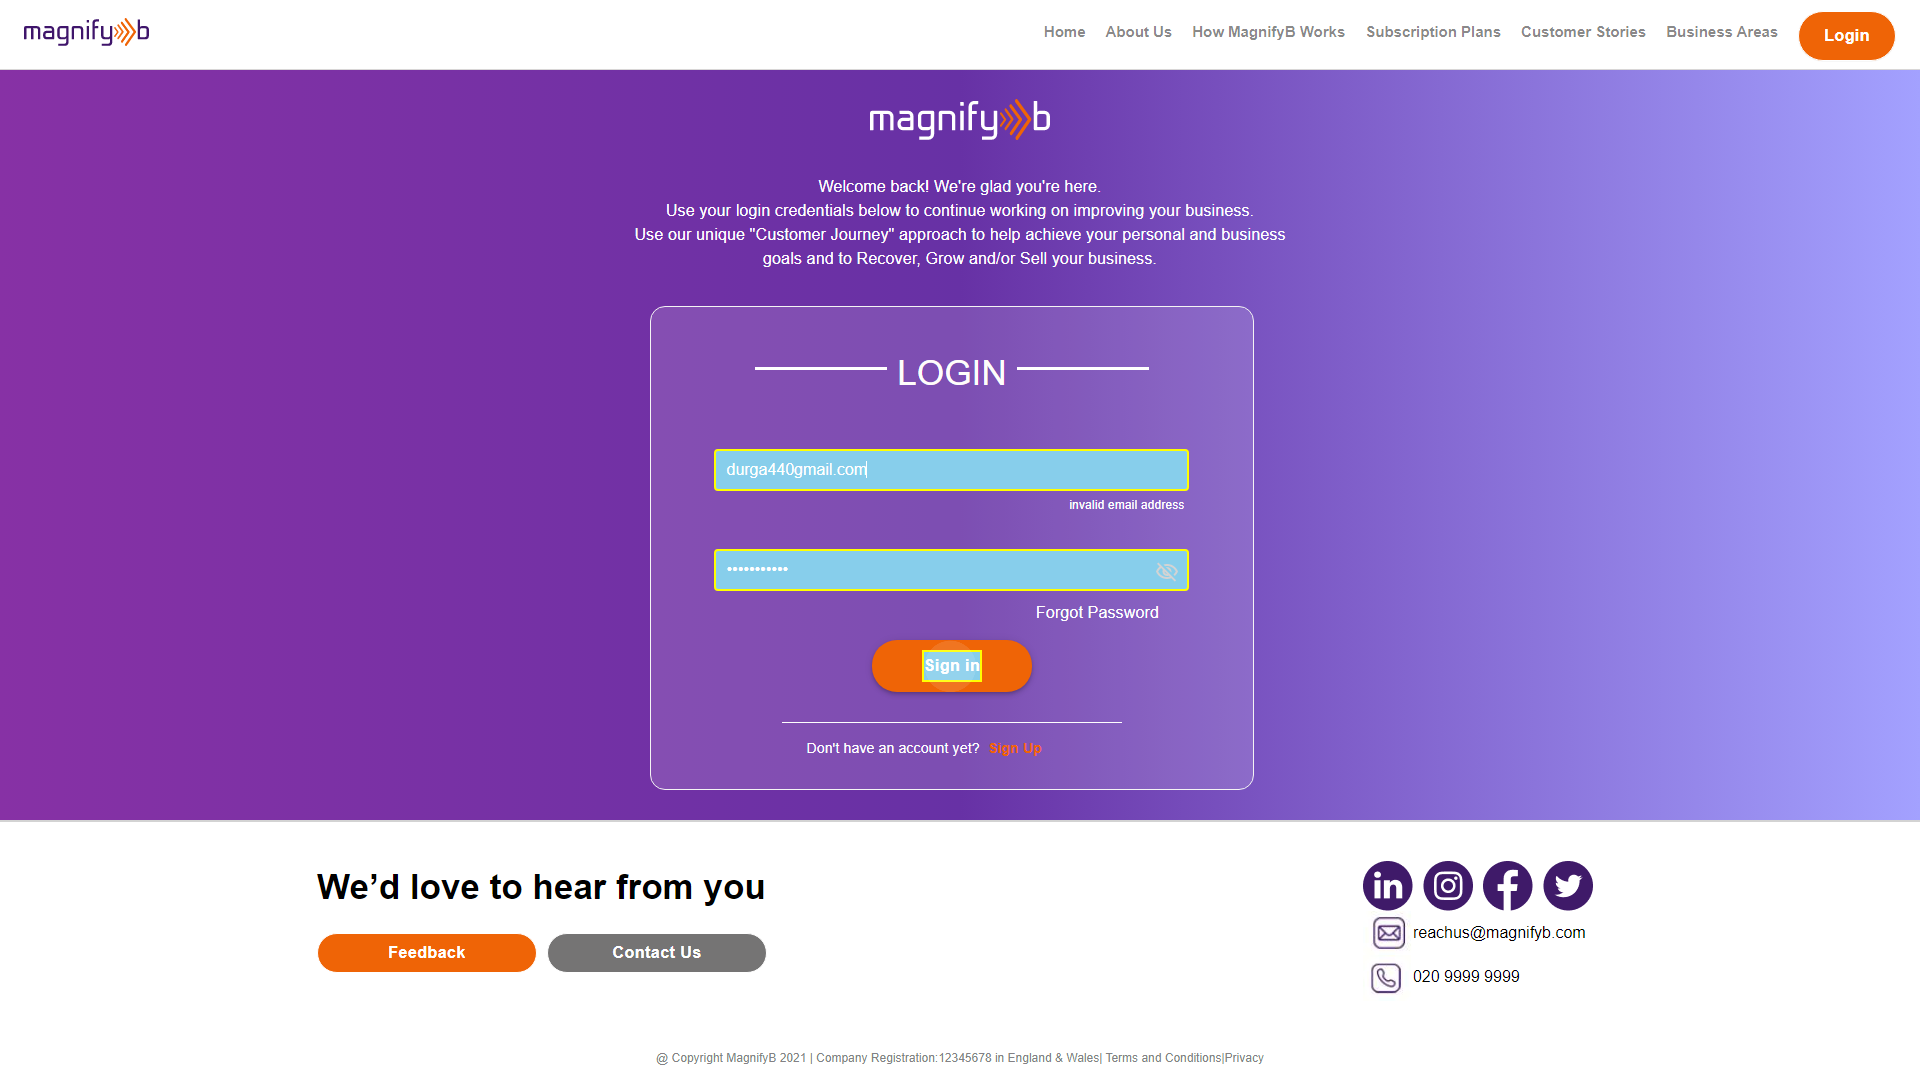 magnifyb
Home About Us How MagnifyB Works Subscription Plans Customer Stories Business Areas Login
magnifyb
Welcome back! We're glad you're here.
Use your login credentials below to continue working on improving your business.
Use our unique "Customer Journey" approach to help achieve your personal and business
goals and to Recover, Grow and/or Sell your business.
LOGIN
durga440gmail.com
invalid email address
•••••••••••
Forgot Password
Sign in
Don't have an account yet? Sign Up
We’d love to hear from you
Feedback Contact Us
reachus@magnifyb.com
020 9999 9999
@ Copyright MagnifyB 2021 | Company Registration:12345678 in England & Wales| Terms and Conditions|Privacy